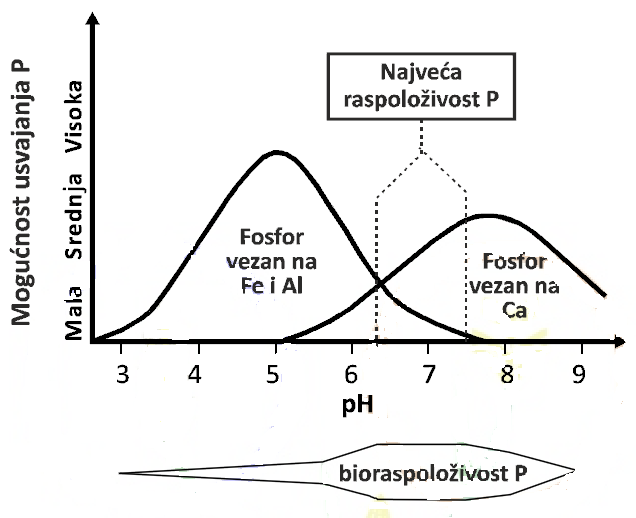 Mogućnost usvajanja P
Mala Srednja Visoka
Najveća
raspoloživost P
Fosfor
vezan na
Fe i Al
Fosfor
vezan na
Ca
3 4 5 6 7 8 9
pH
bioraspoloživost P